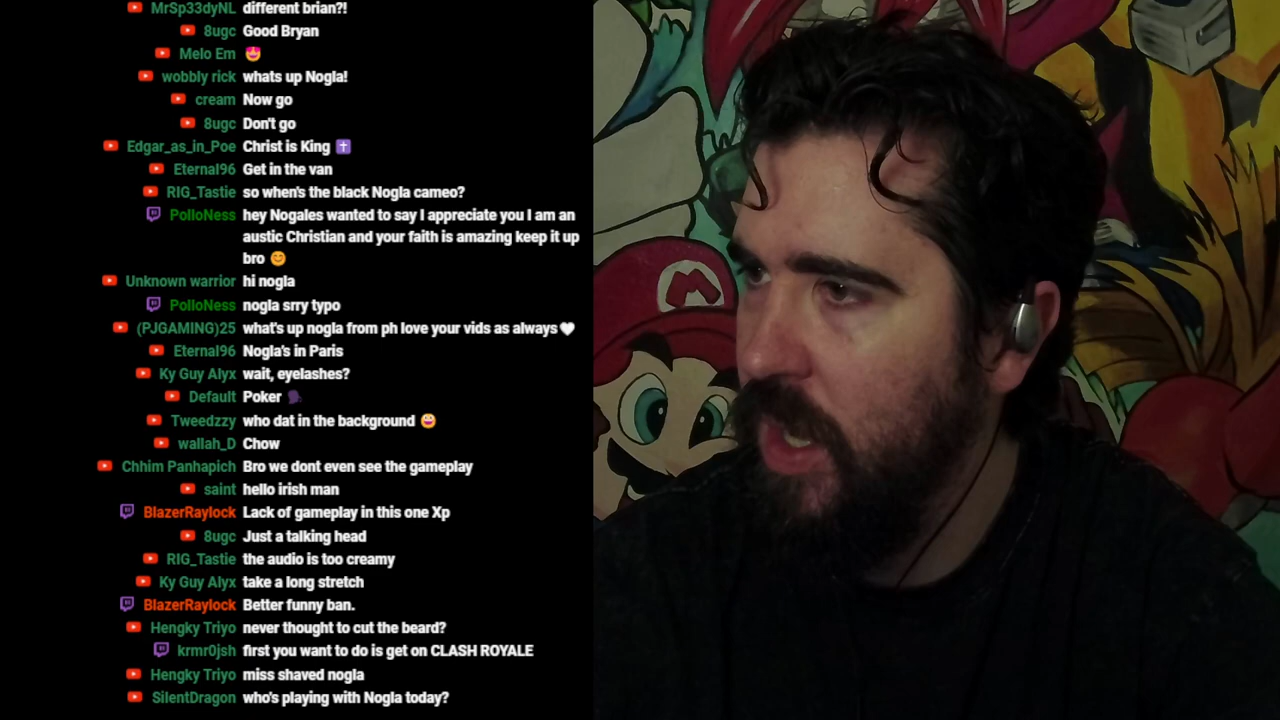 MrSp33dyNL different brian?!
8ugc Good Bryan
Melo Em 😍
wobbly rick whats up Nogla!
cream Now go
8ugc Don't go
Edgar_as_in_Poe Christ is King ✝️
Eternal96 Get in the van
RIG_Tastie so when's the black Nogla cameo?
PolloNess hey Nogales wanted to say I appreciate you I am an
austic Christian and your faith is amazing keep it up
bro 😊
Unknown warrior hi nogla
PolloNess nogla srry typo
(PJGAMING)25 what's up nogla from ph love your vids as always🤍
Eternal96 Nogla's in Paris
Ky Guy Alyx wait, eyelashes?
Default Poker 🗣️
Tweedzzy who dat in the background 😀
wallah_D Chow
Chhim Panhapich Bro we dont even see the gameplay
saint hello irish man
BlazerRaylock Lack of gameplay in this one Xp
8ugc Just a talking head
RIG_Tastie the audio is too creamy
Ky Guy Alyx take a long stretch
BlazerRaylock Better funny ban.
Hengky Triyo never thought to cut the beard?
krmr0jsh first you want to do is get on CLASH ROYALE
Hengky Triyo miss shaved nogla
SilentDragon who's playing with Nogla today?
M